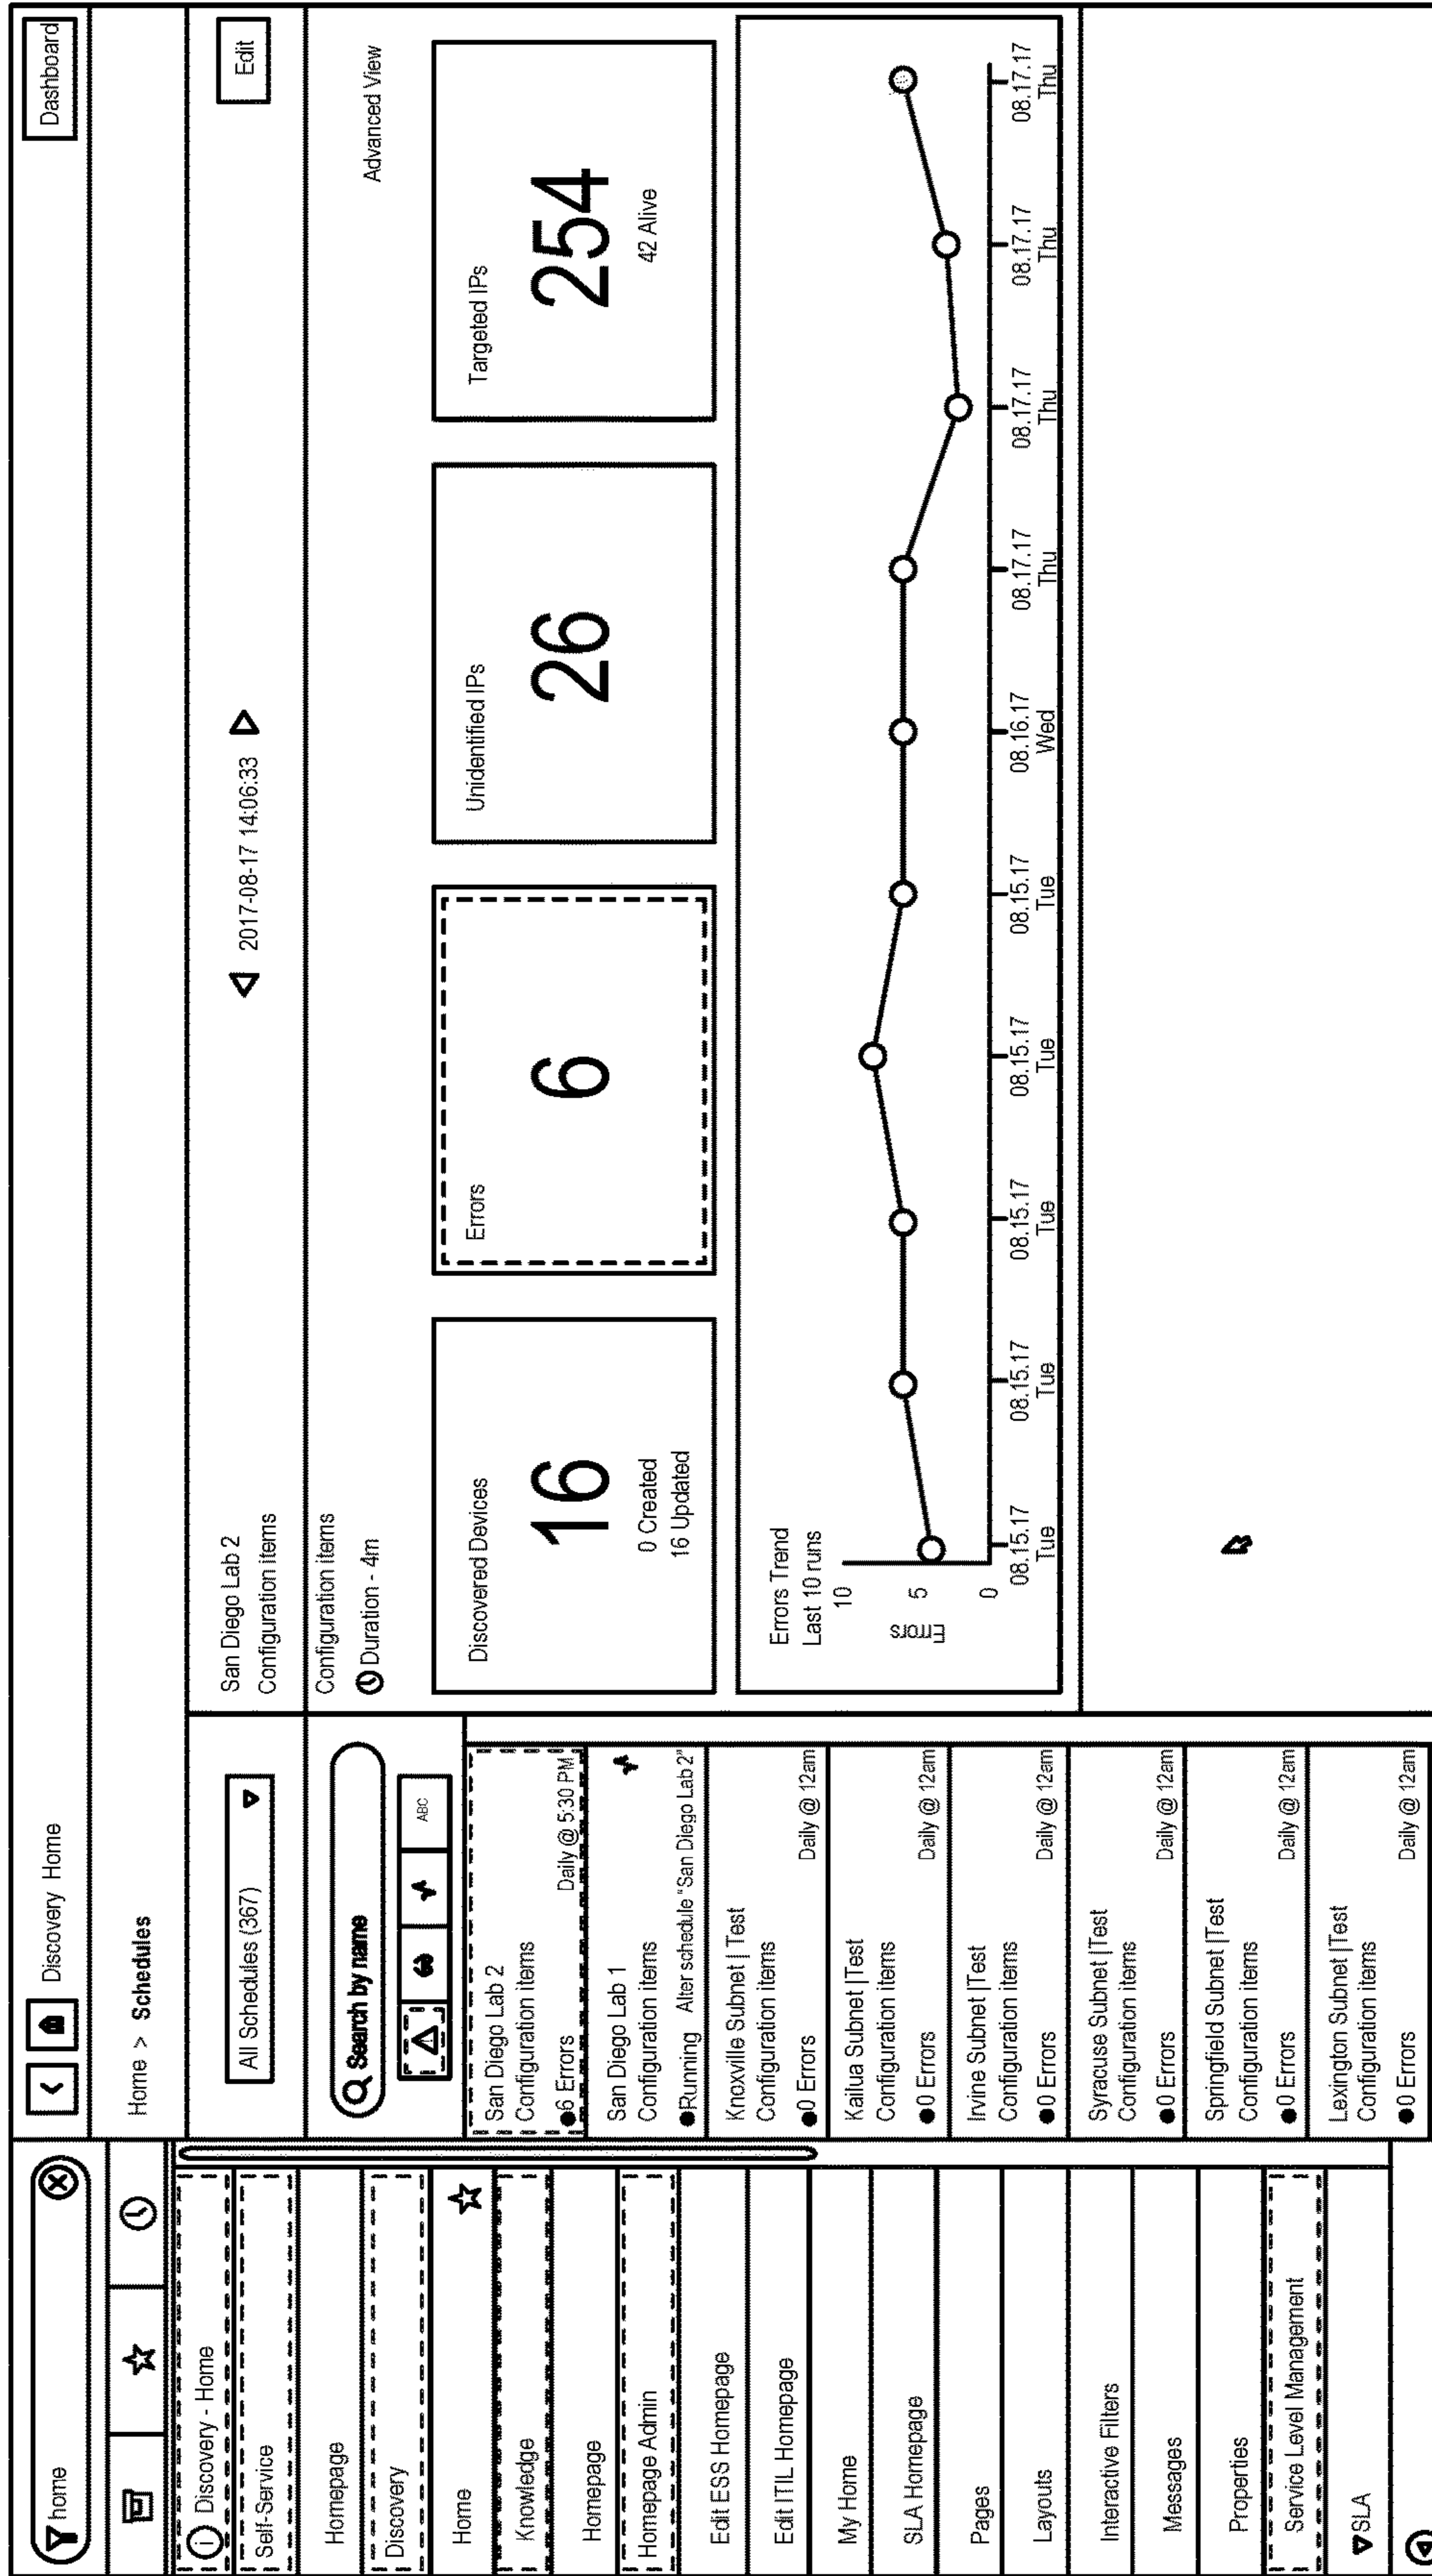 home
Discovery - Home
Self-Service
Homepage
Discovery
Home
Knowledge
Homepage
Homepage Admin
Edit ESS Homepage
Edit ITIL Homepage
My Home
SLA Homepage
Pages
Layouts
Interactive Filters
Messages
Properties
Service Level Management
SLA
Discovery Home
Dashboard
Home > Schedules
All Schedules (367)
Search by name
ABC
San Diego Lab 2
Configuration items
6 Errors Daily @ 5:30 PM
San Diego Lab 1
Configuration items
Running Alter schedule "San Diego Lab 2"
Knoxville Subnet | Test
Configuration items
0 Errors Daily @ 12am
Kailua Subnet |Test
Configuration items
0 Errors Daily @ 12am
Irvine Subnet |Test
Configuration items
0 Errors Daily @ 12am
Syracuse Subnet |Test
Configuration items
0 Errors Daily @ 12am
Springfield Subnet |Test
Configuration items
0 Errors Daily @ 12am
Lexington Subnet |Test
Configuration items
0 Errors Daily @ 12am
San Diego Lab 2
Configuration items
2017-08-17 14:06:33
Edit
Configuration items
Duration - 4m
Advanced View
Discovered Devices
16
0 Created
16 Updated
Errors
6
Unidentified IPs
26
Targeted IPs
254
42 Alive
Errors Trend
Last 10 runs
10
5
0
Errors
08.15.17 08.15.17 08.15.17 08.15.17 08.15.17 08.16.17 08.17.17 08.17.17 08.17.17 08.17.17
Tue Tue Tue Tue Tue Wed Thu Thu Thu Thu